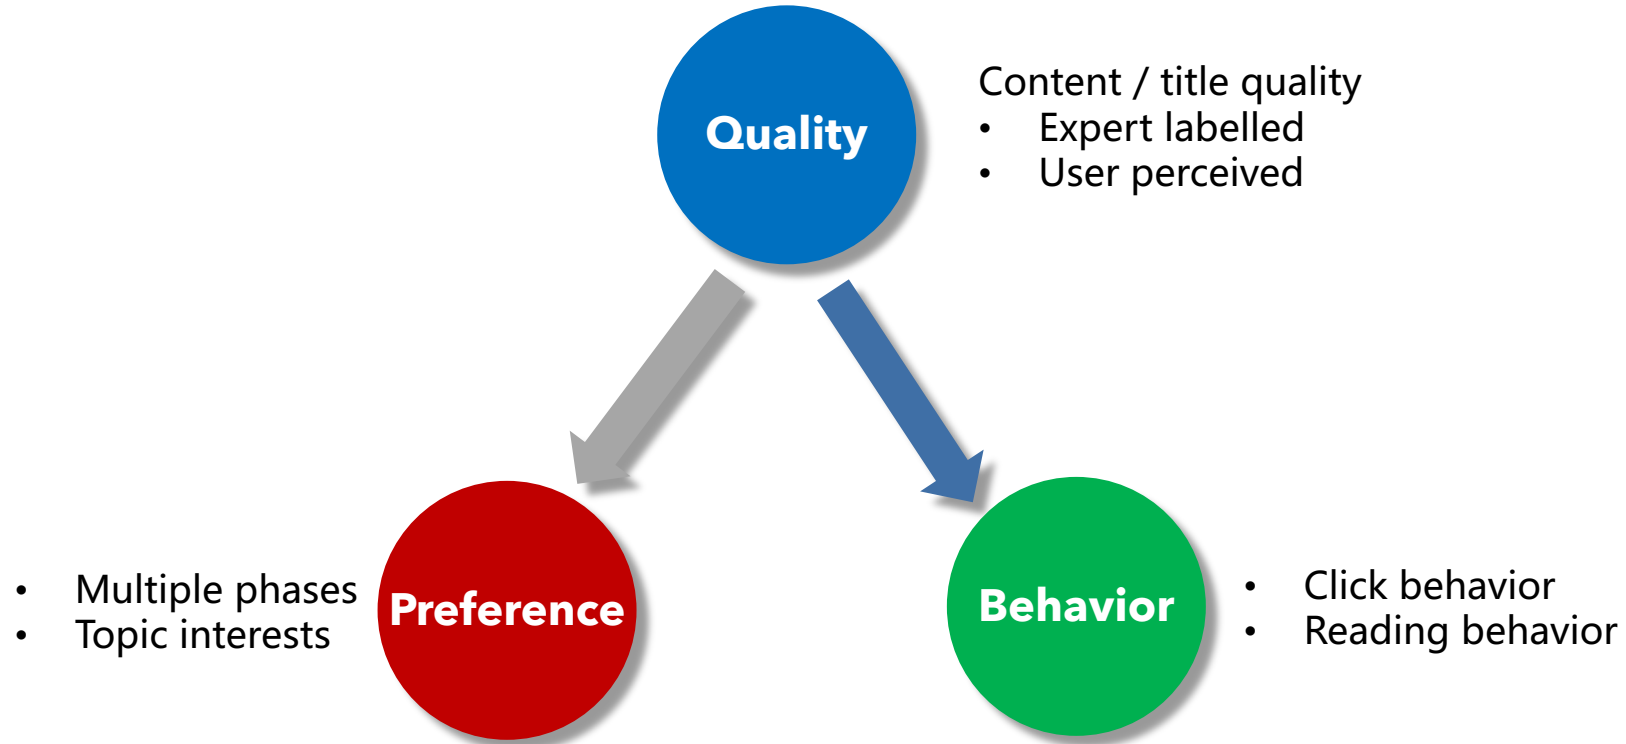 Quality
Content / title quality
• Expert labelled
• User perceived
Preference
• Multiple phases
• Topic interests
Behavior
• Click behavior
• Reading behavior